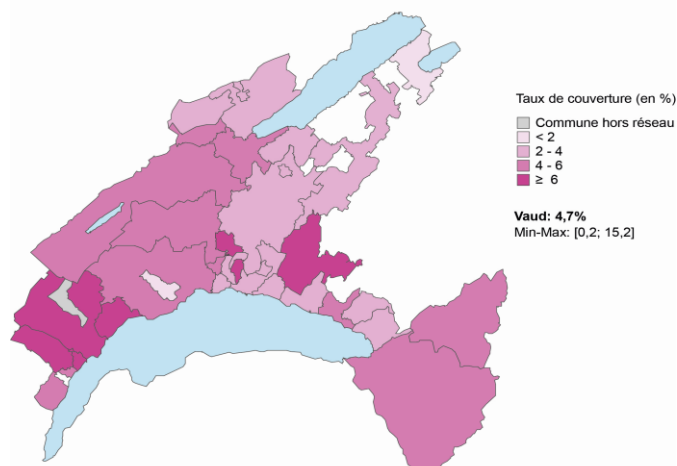 Taux de couverture (en %)
Commune hors réseau
< 2
2 - 4
4 - 6
≥ 6
Vaud: 4,7%
Min-Max: [0,2; 15,2]